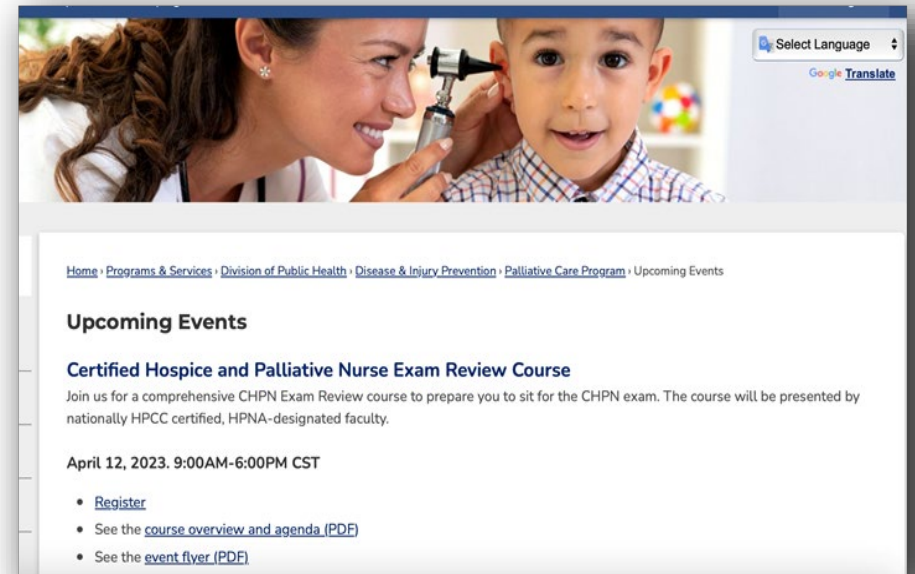 Select Language
Google Translate
Home › Programs & Services › Division of Public Health › Disease & Injury Prevention › Palliative Care Program › Upcoming Events
Upcoming Events
Certified Hospice and Palliative Nurse Exam Review Course
Join us for a comprehensive CHPN Exam Review course to prepare you to sit for the CHPN exam. The course will be presented by
nationally HPCC certified, HPNA-designated faculty.
April 12, 2023. 9:00AM-6:00PM CST
• Register
• See the course overview and agenda (PDF)
• See the event flyer (PDF)